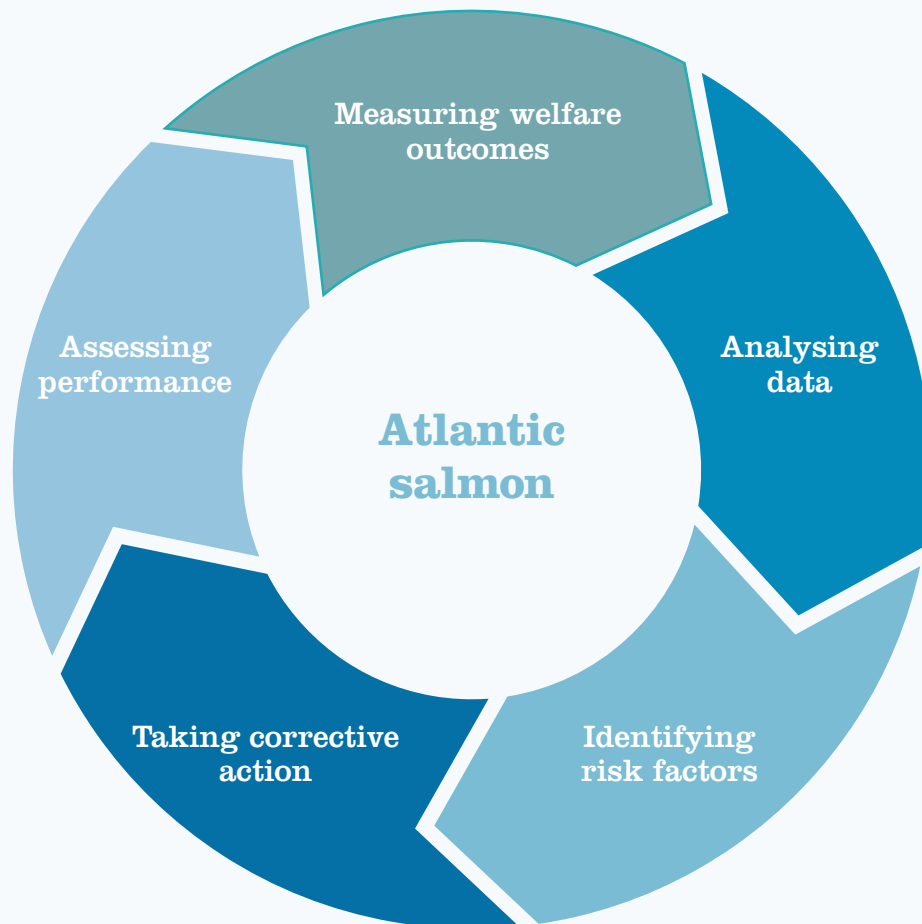 Measuring welfare
outcomes
Analysing
data
Identifying
risk factors
Taking corrective
action
Assessing
performance
Atlantic
salmon